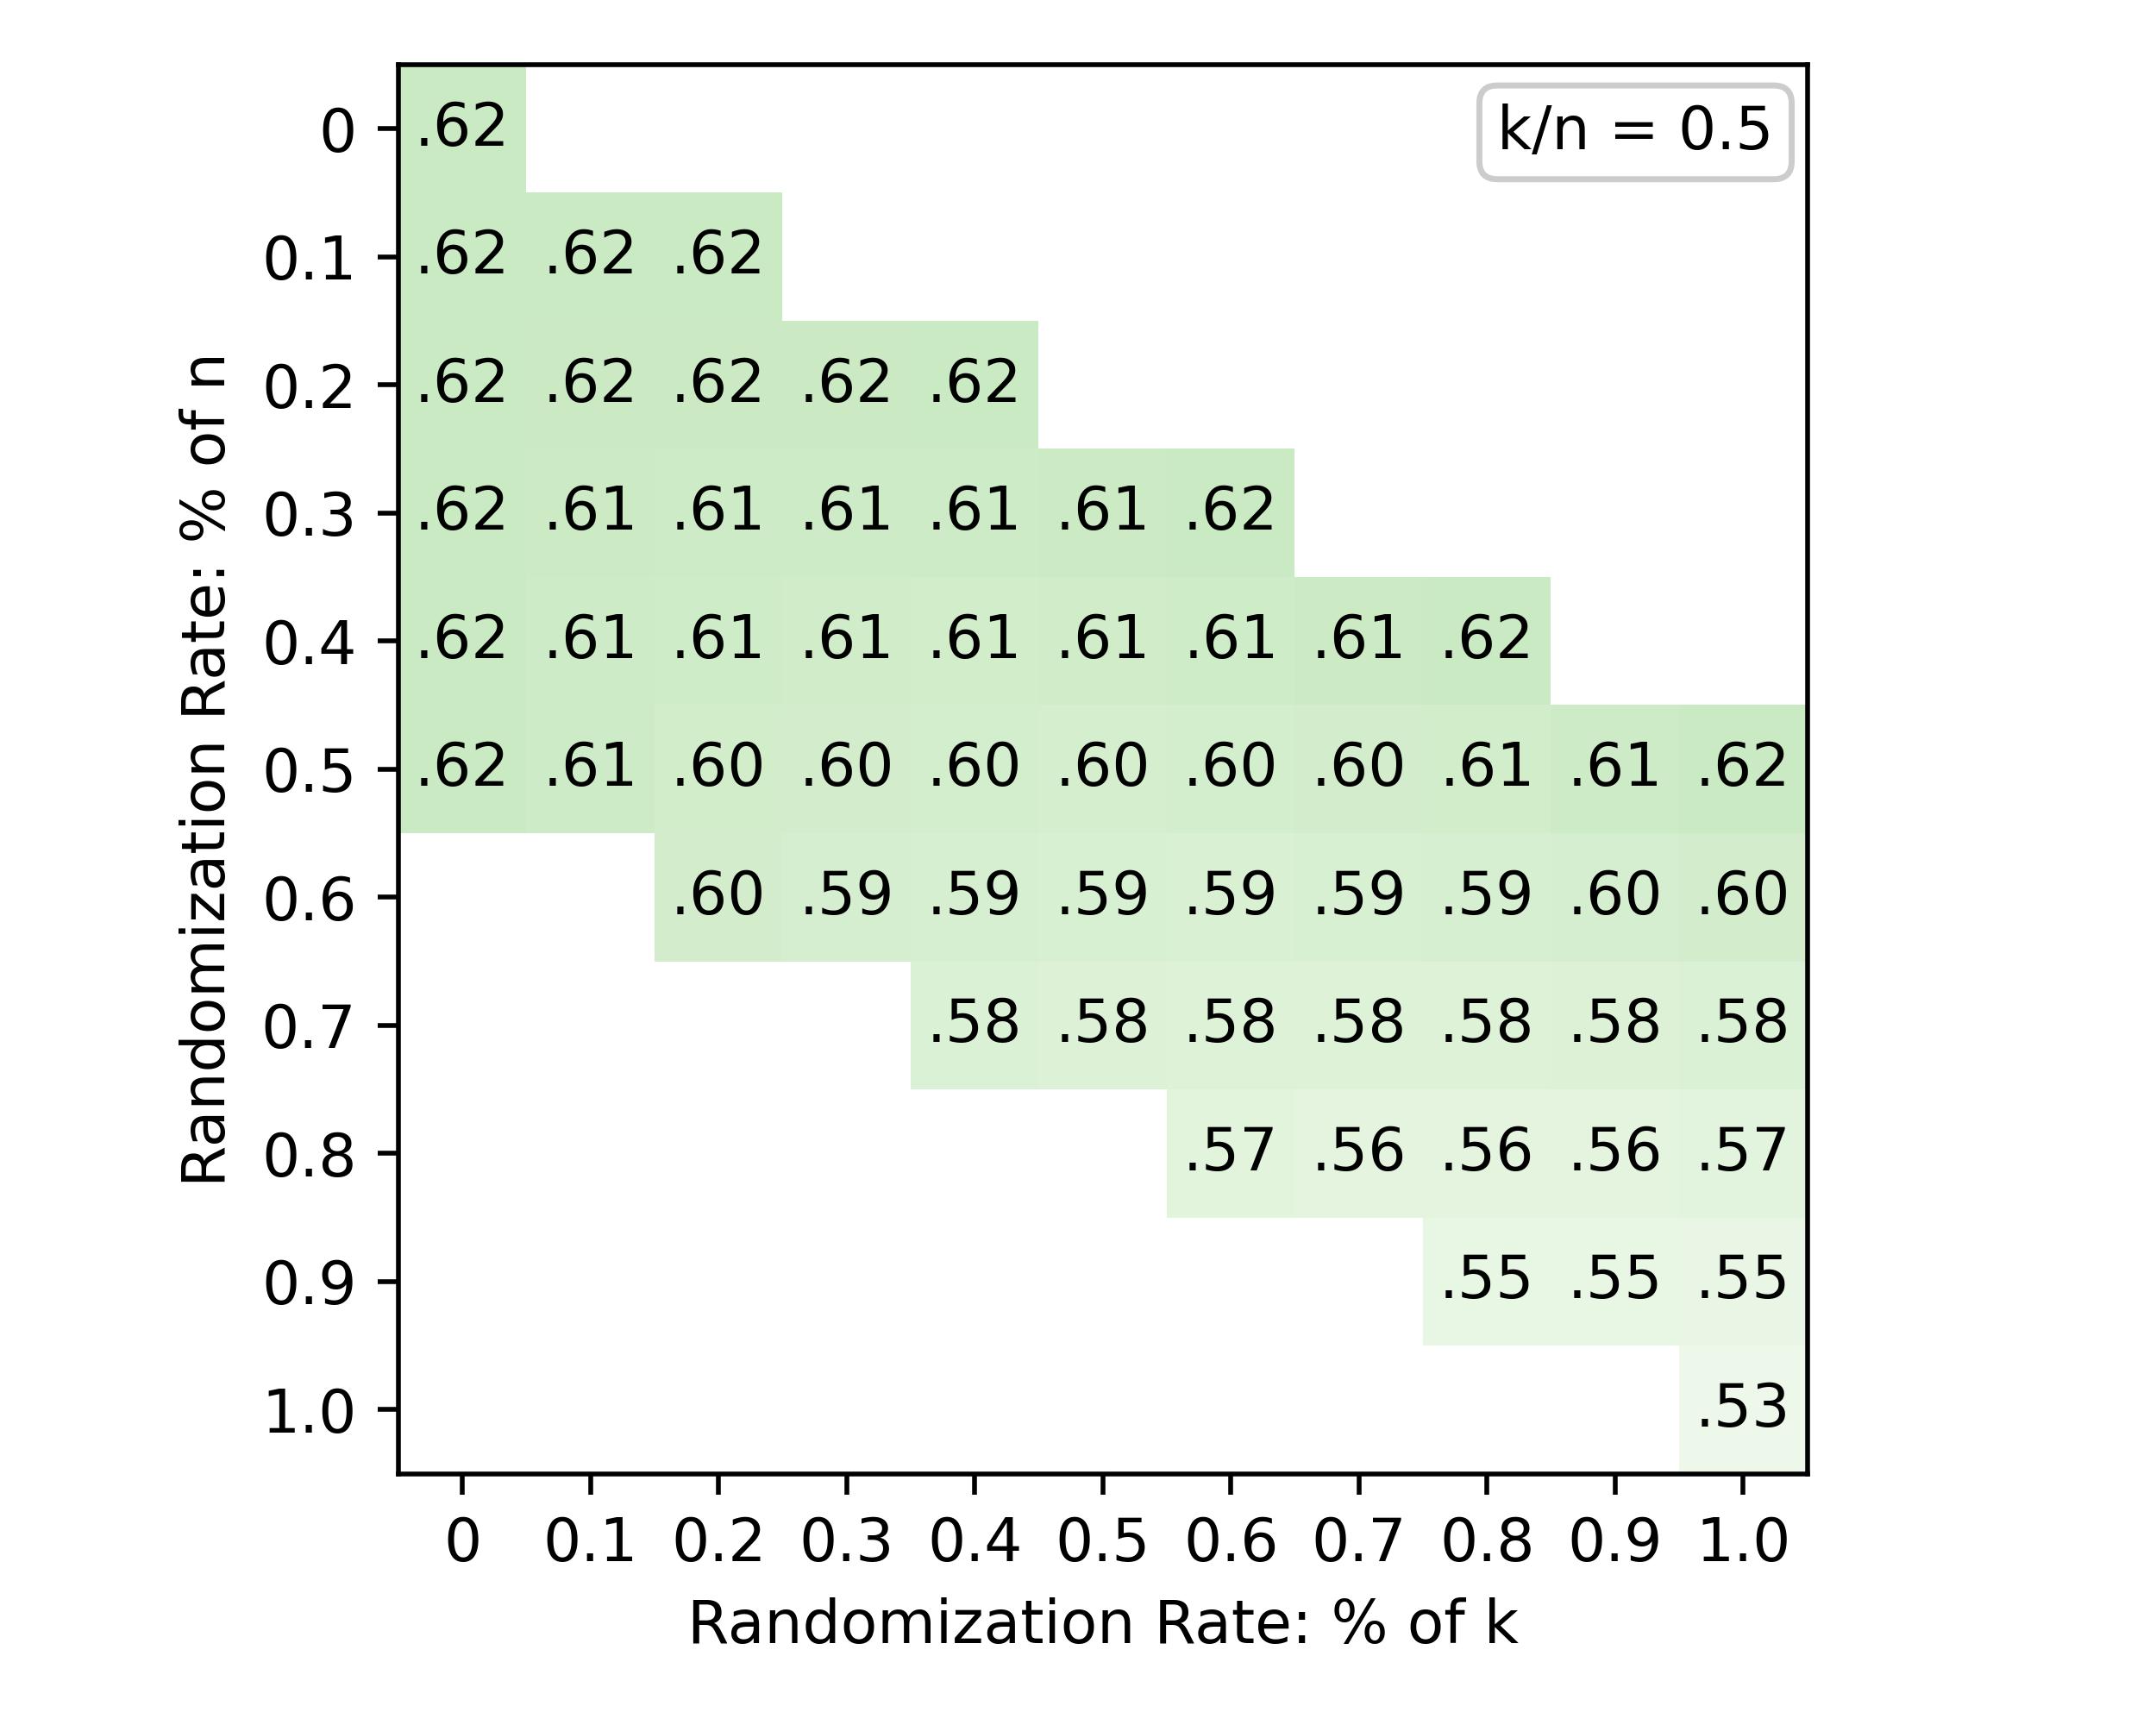 k/n = 0.5
Randomization Rate: % of n
0 .62
0.1 .62 .62 .62
0.2 .62 .62 .62 .62 .62
0.3 .62 .61 .61 .61 .61 .61 .62
0.4 .62 .61 .61 .61 .61 .61 .61 .61 .62
0.5 .62 .61 .60 .60 .60 .60 .60 .60 .61 .61 .62
0.6 .60 .59 .59 .59 .59 .59 .59 .60 .60
0.7 .58 .58 .58 .58 .58 .58 .58
0.8 .57 .56 .56 .56 .57
0.9 .55 .55 .55
1.0 .53
0 0.1 0.2 0.3 0.4 0.5 0.6 0.7 0.8 0.9 1.0
Randomization Rate: % of k